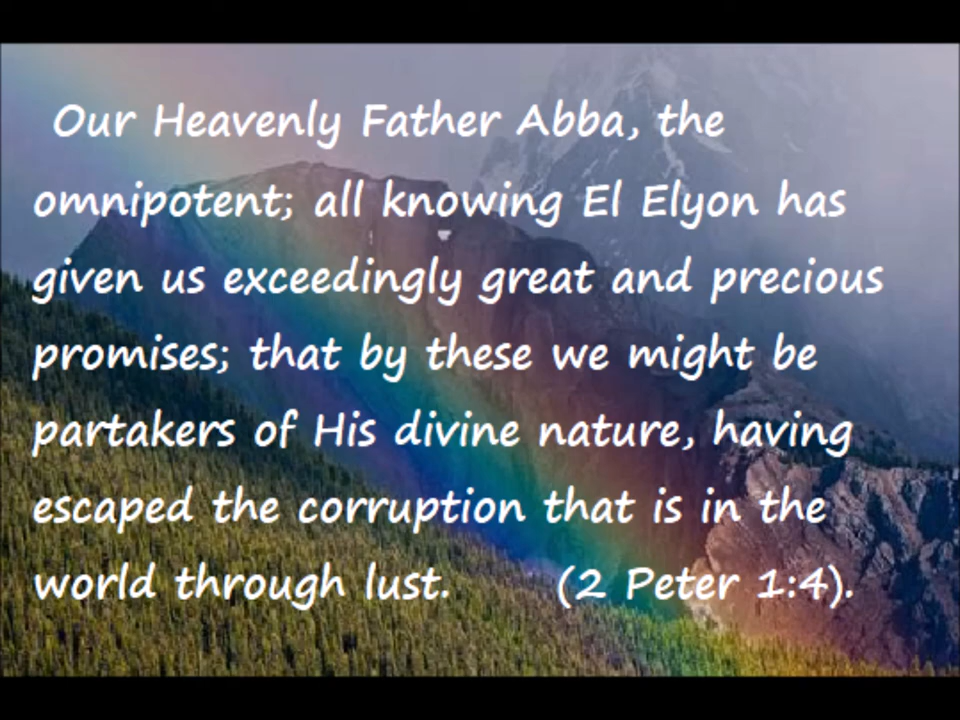 Our Heavenly Father Abba, the
omnipotent; all knowing El Elyon has
given us exceedingly great and precious
promises; that by these we might be
partakers of His divine nature, having
escaped the corruption that is in the
world through lust. (2 Peter 1:4).